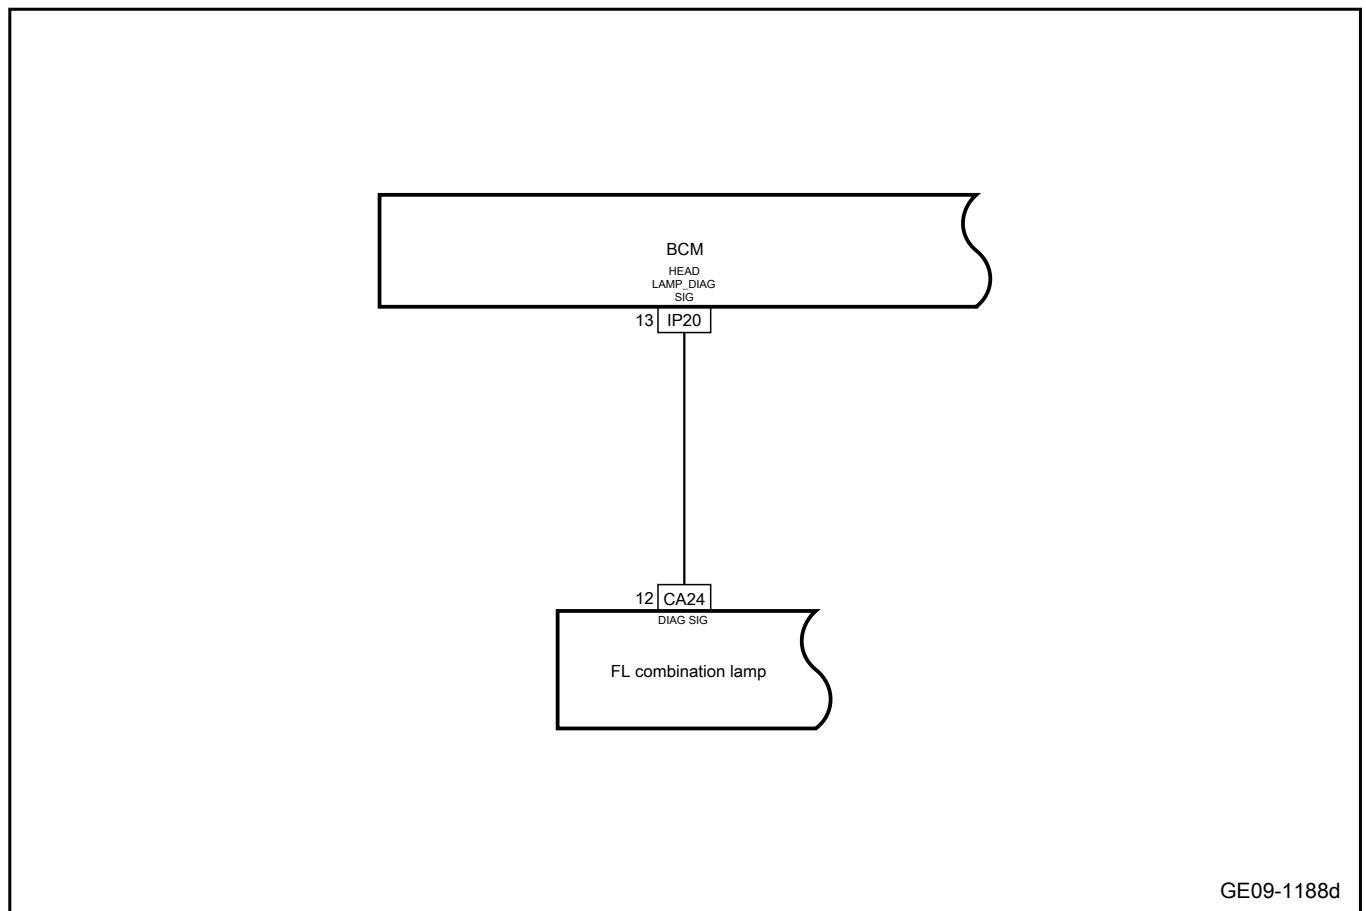 BCM
HEAD
LAMP_DIAG
SIG
13 IP20
12 CA24
DIAG SIG
FL combination lamp
GE09-1188d